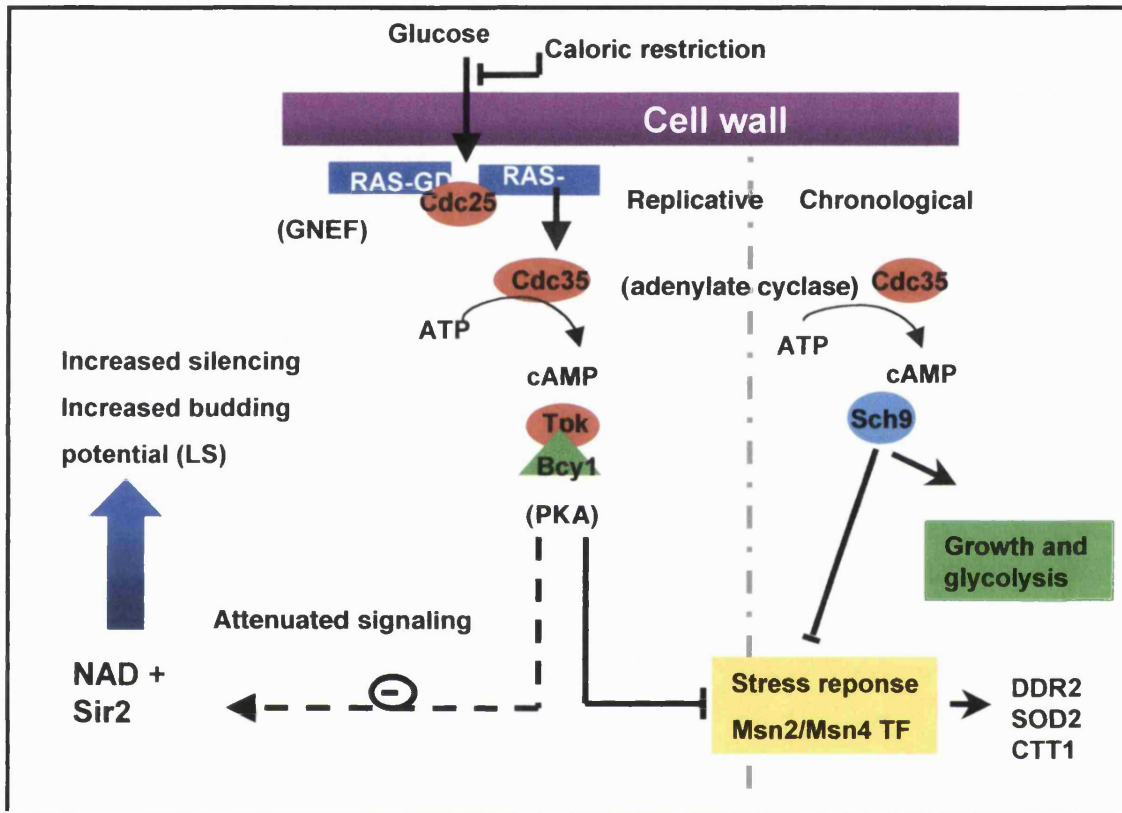 Glucose
Caloric restriction
Cell wall
RAS-GD
RAS-
Cdc25
(GNEF)
Replicative
Chronological
Cdc35
(adenylate cyclase)
Cdc35
ATP
ATP
cAMP
cAMP
Increased silencing
Increased budding
potential (LS)
Tpk
Bcy1
Sch9
(PKA)
Growth and
glycolysis
Attenuated signaling
NAD +
Sir2
Stress reponse
Msn2/Msn4 TF
DDR2
SOD2
CTT1